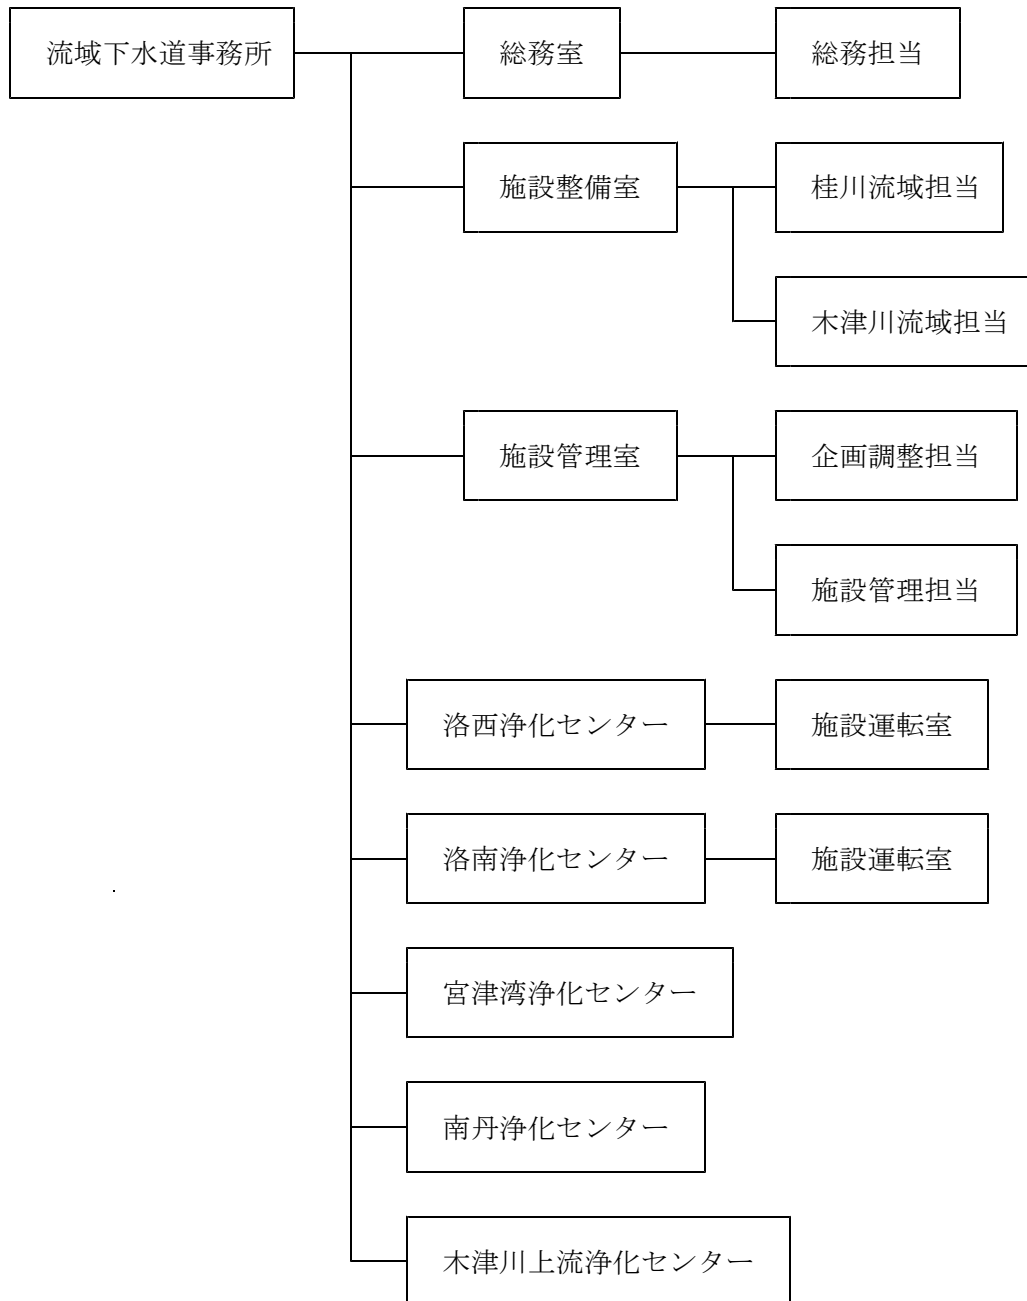 流域下水道事務所 総務室 総務担当
施設整備室 桂川流域担当
木津川流域担当
施設管理室 企画調整担当
施設管理担当
洛西浄化センター 施設運転室
洛南浄化センター 施設運転室
宮津湾浄化センター
南丹浄化センター
木津川上流浄化センター